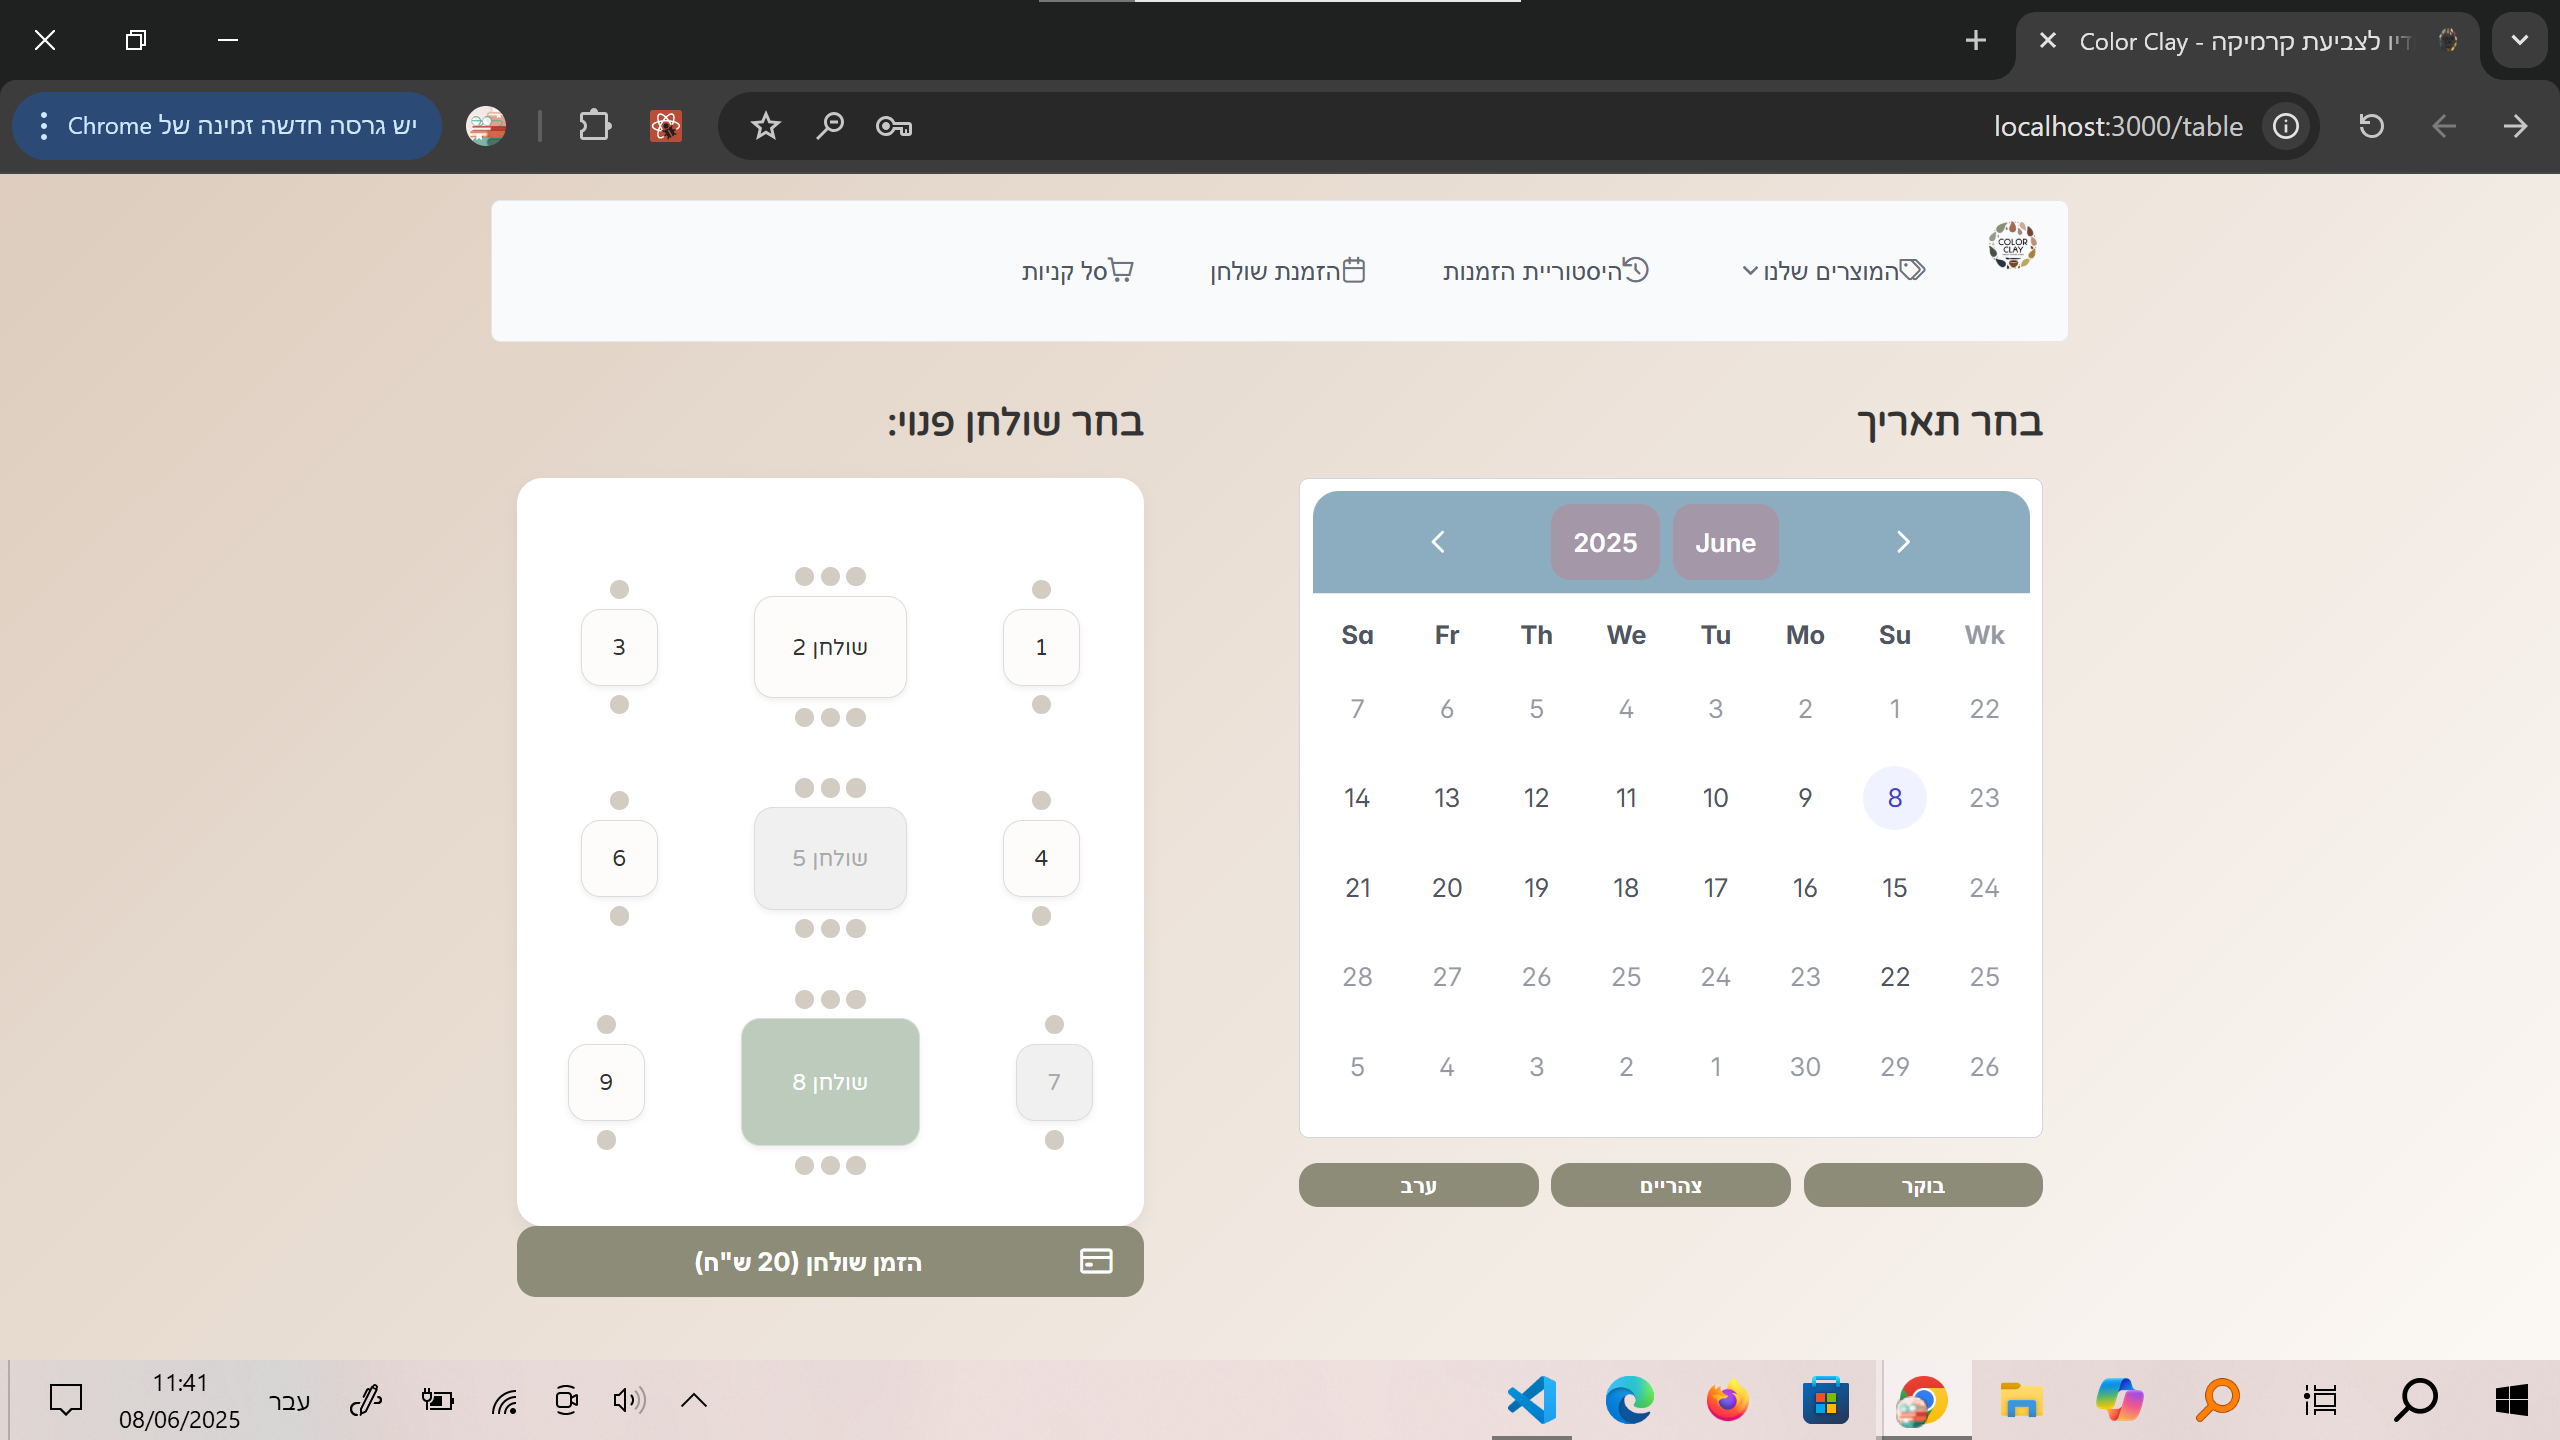 Color Clay - דיו לצביעת קרמיקה
localhost:3000/table
יש גרסה חדשה זמינה של Chrome
COLOR
CLAY
המוצרים שלנו
היסטוריית הזמנות
הזמנת שולחן
סל קניות
בחר תאריך
June 2025
Wk Su Mo Tu We Th Fr Sa
22 1 2 3 4 5 6 7
23 8 9 10 11 12 13 14
24 15 16 17 18 19 20 21
25 22 23 24 25 26 27 28
26 29 30 1 2 3 4 5
בוקר
צהריים
ערב
בחר שולחן פנוי:
1
שולחן 2
3
4
שולחן 5
6
7
שולחן 8
9
הזמן שולחן (20 ש"ח)
עבר
11:41
08/06/2025